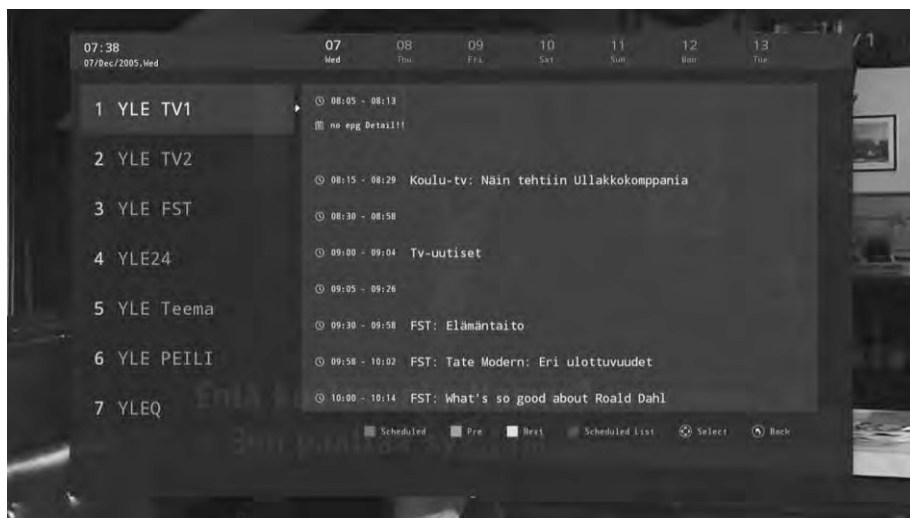 07:38
07/Dec/2005,Wed
07 08 09 10 11 12 13
Wed Thu Fri Sat Sun Mon Tue
/1
1 YLE TV1
2 YLE TV2
3 YLE FST
4 YLE24
5 YLE Teema
6 YLE PEILI
7 YLEQ
08:05 - 08:13
no epg Detail!!
08:15 - 08:29 Koulu-tv: Näin tehtiin Ullakkokomppania
08:30 - 08:58
09:00 - 09:04 Tv-uutiset
09:05 - 09:26
09:30 - 09:58 FST: Elämäntaito
09:58 - 10:02 FST: Tate Modern: Eri ulottuvuudet
10:00 - 10:14 FST: What's so good about Roald Dahl
Scheduled Pre Next Scheduled List Select Back